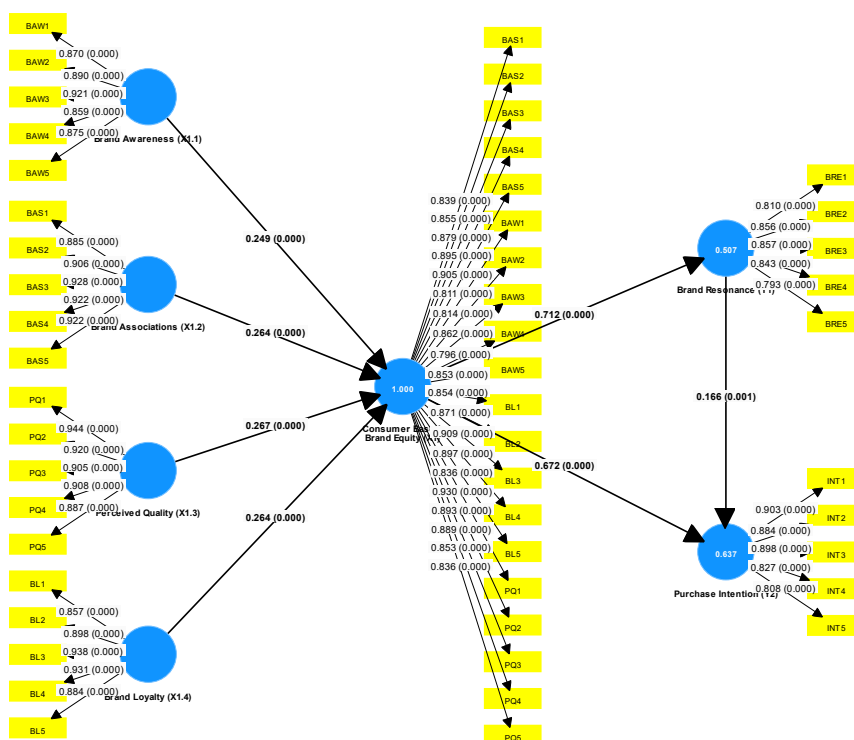 BAW1
BAW2
BAW3
BAW4
BAW5
0.870 (0.000)
0.890 (0.000)
0.921 (0.000)
0.859 (0.000)
0.875 (0.000)
Brand Awareness (X1.1)
BAS1
BAS2
BAS3
BAS4
BAS5
0.885 (0.000)
0.906 (0.000)
0.928 (0.000)
0.922 (0.000)
0.922 (0.000)
Brand Associations (X1.2)
PQ1
PQ2
PQ3
PQ4
PQ5
0.944 (0.000)
0.920 (0.000)
0.905 (0.000)
0.908 (0.000)
0.887 (0.000)
Perceived Quality (X1.3)
BL1
BL2
BL3
BL4
BL5
0.857 (0.000)
0.898 (0.000)
0.938 (0.000)
0.931 (0.000)
0.884 (0.000)
Brand Loyalty (X1.4)
0.249 (0.000)
0.264 (0.000)
0.267 (0.000)
0.264 (0.000)
1.000
Consumer Bas
Brand Equity
BAS1
BAS2
BAS3
BAS4
BAS5
BAW1
BAW2
BAW3
BAW4
BAW5
BL1
BL2
BL3
BL4
BL5
PQ1
PQ2
PQ3
PQ4
PQ5
0.839 (0.000)
0.855 (0.000)
0.879 (0.000)
0.895 (0.000)
0.905 (0.000)
0.811 (0.000)
0.814 (0.000)
0.862 (0.000)
0.796 (0.000)
0.853 (0.000)
0.854 (0.000)
0.871 (0.000)
0.909 (0.000)
0.897 (0.000)
0.836 (0.000)
0.930 (0.000)
0.893 (0.000)
0.889 (0.000)
0.853 (0.000)
0.836 (0.000)
0.712 (0.000)
0.672 (0.000)
0.507
Brand Resonance (Y1)
0.810 (0.000)
0.856 (0.000)
0.857 (0.000)
0.843 (0.000)
0.793 (0.000)
BRE1
BRE2
BRE3
BRE4
BRE5
0.166 (0.001)
0.637
Purchase Intention (Y2)
0.903 (0.000)
0.884 (0.000)
0.898 (0.000)
0.827 (0.000)
0.808 (0.000)
INT1
INT2
INT3
INT4
INT5